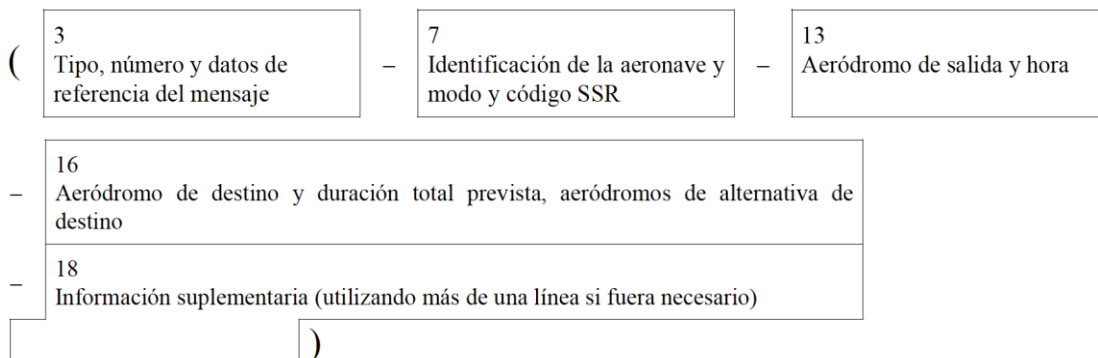 ( 3 7 13
Tipo, número y datos de – Identificación de la aeronave y – Aeródromo de salida y hora
referencia del mensaje modo y código SSR
16
– Aeródromo de destino y duración total prevista, aeródromos de alternativa de
destino
18
– Información suplementaria (utilizando más de una línea si fuera necesario)
)